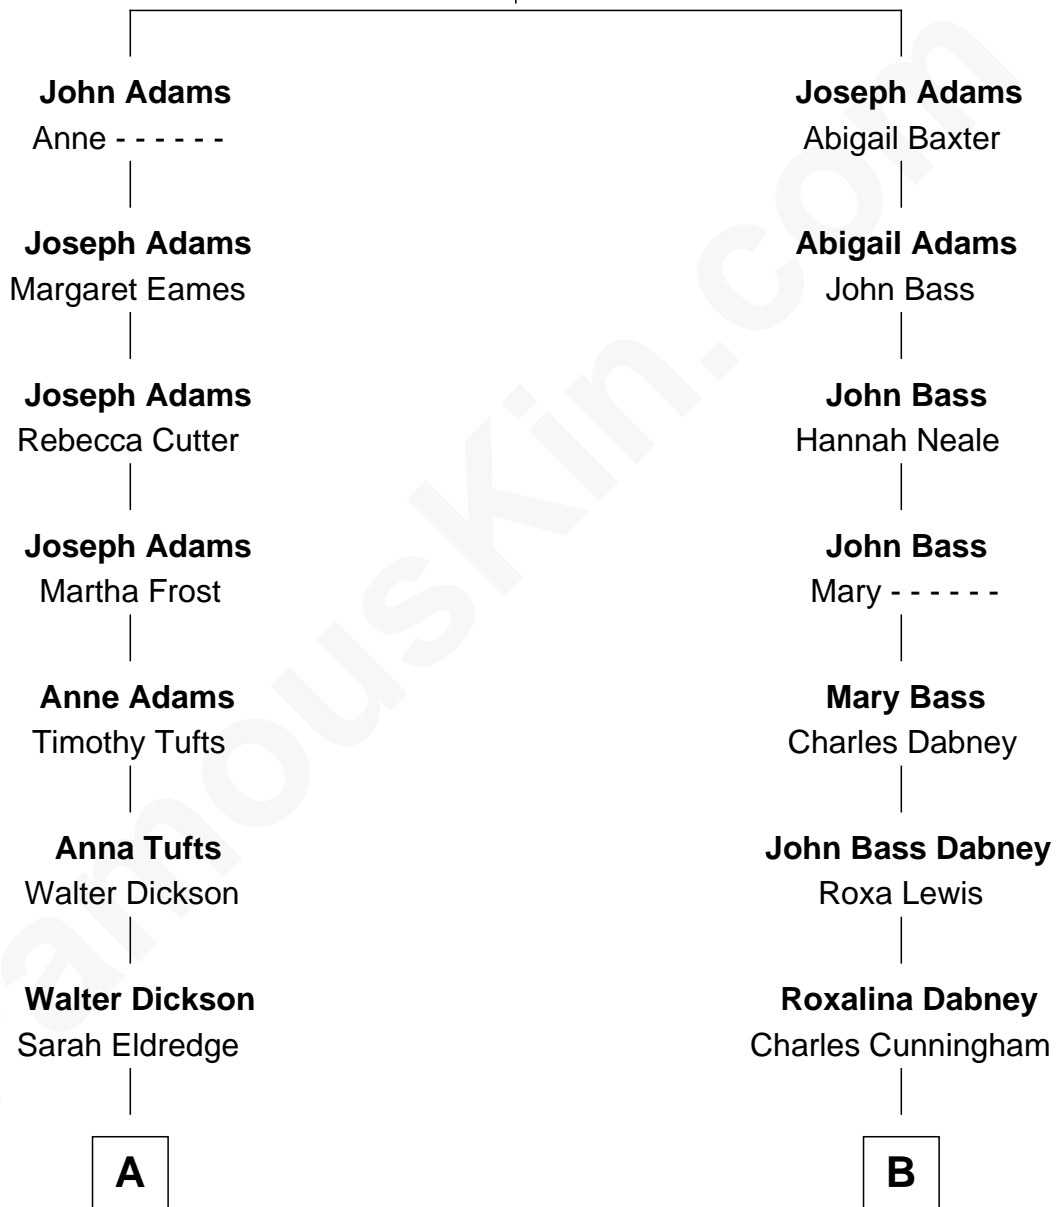 John Adams
Anne - - - - - -
Joseph Adams
Margaret Eames
Joseph Adams
Rebecca Cutter
Joseph Adams
Martha Frost
Anne Adams
Timothy Tufts
Anna Tufts
Walter Dickson
Walter Dickson
Sarah Eldredge
A
Joseph Adams
Abigail Baxter
Abigail Adams
John Bass
John Bass
Hannah Neale
John Bass
Mary - - - - - -
Mary Bass
Charles Dabney
John Bass Dabney
Roxa Lewis
Roxalina Dabney
Charles Cunningham
B
amousKin.com